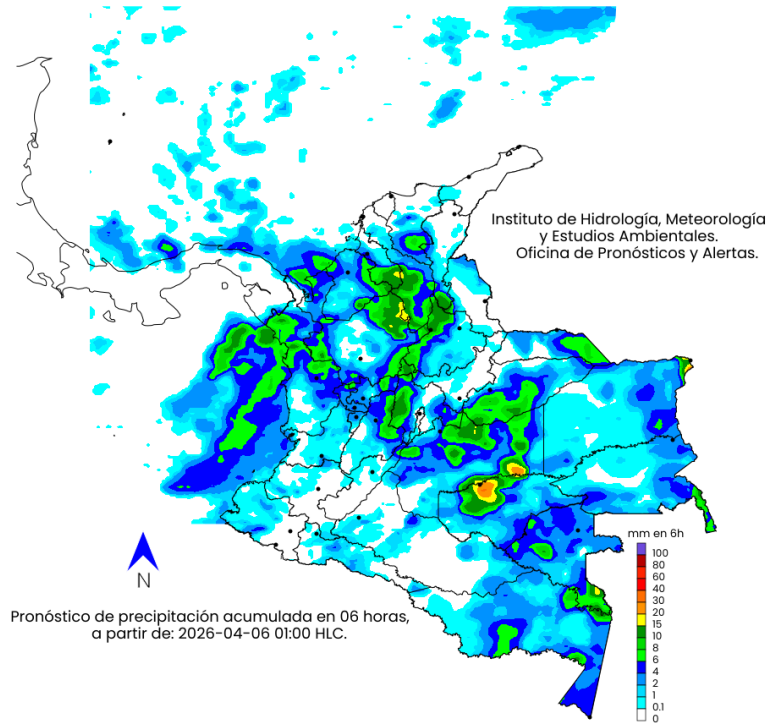 Instituto de Hidrología, Meteorología
y Estudios Ambientales.
Oficina de Pronósticos y Alertas.
mm en 6h
100
80
60
40
30
20
15
10
8
6
4
2
1
0.1
0
N
Pronóstico de precipitación acumulada en 06 horas,
a partir de: 2026-04-06 01:00 HLC.